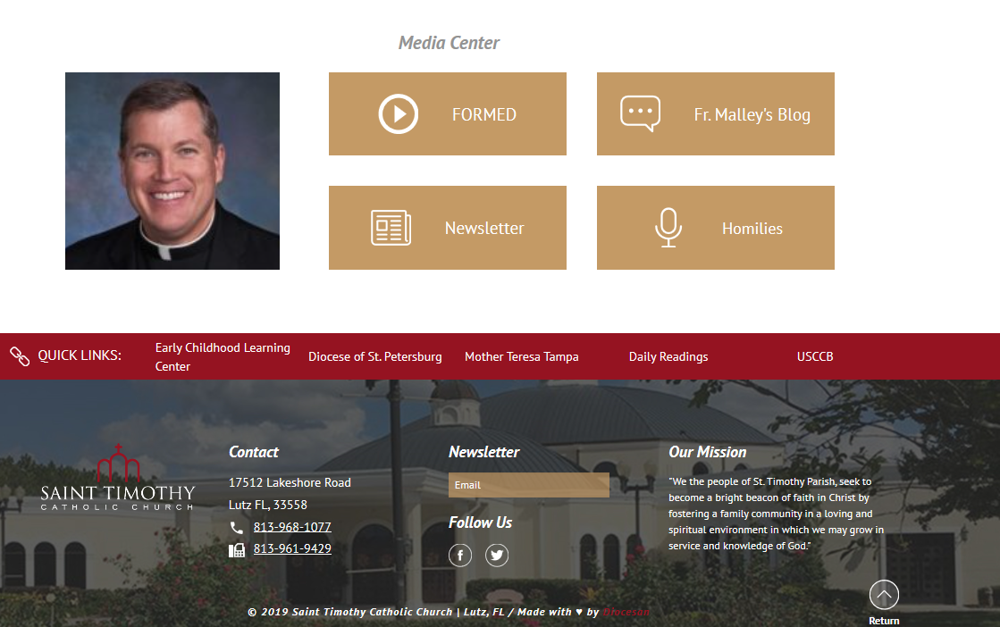 Media Center
FORMED
Fr. Malley's Blog
Newsletter
Homilies
QUICK LINKS:
Early Childhood Learning
Center
Diocese of St. Petersburg
Mother Teresa Tampa
Daily Readings
USCCB
SAINT TIMOTHY
CATHOLIC CHURCH
Contact
17512 Lakeshore Road
Lutz FL, 33558
813-968-1077
813-961-9429
Newsletter
Email
Follow Us
Our Mission
"We the people of St. Timothy Parish, seek to
become a bright beacon of faith in Christ by
fostering a family community in a loving and
spiritual environment in which we may grow in
service and knowledge of God."
Return
© 2019 Saint Timothy Catholic Church | Lutz, FL / Made with ♥ by Diocesan